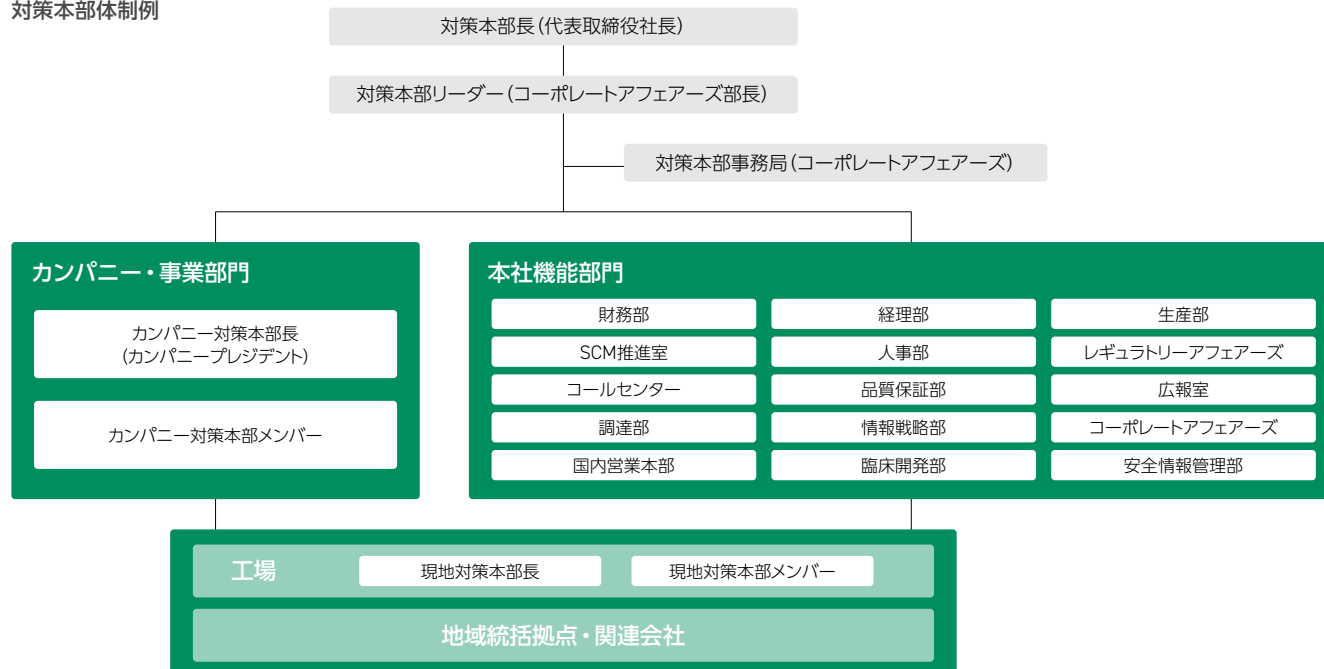 対策本部体制例
対策本部長(代表取締役社長)
対策本部リーダー(コーポレートアフェアーズ部長)
対策本部事務局(コーポレートアフェアーズ)
カンパニー・事業部門
カンパニー対策本部長
(カンパニープレジデント)
カンパニー対策本部メンバー
本社機能部門
財務部
経理部
生産部
SCM推進室
人事部
レギュラトリーアフェアーズ
コールセンター
品質保証部
広報室
調達部
情報戦略部
コーポレートアフェアーズ
国内営業本部
臨床開発部
安全情報管理部
工場
現地対策本部長
現地対策本部メンバー
地域統括拠点・関連会社